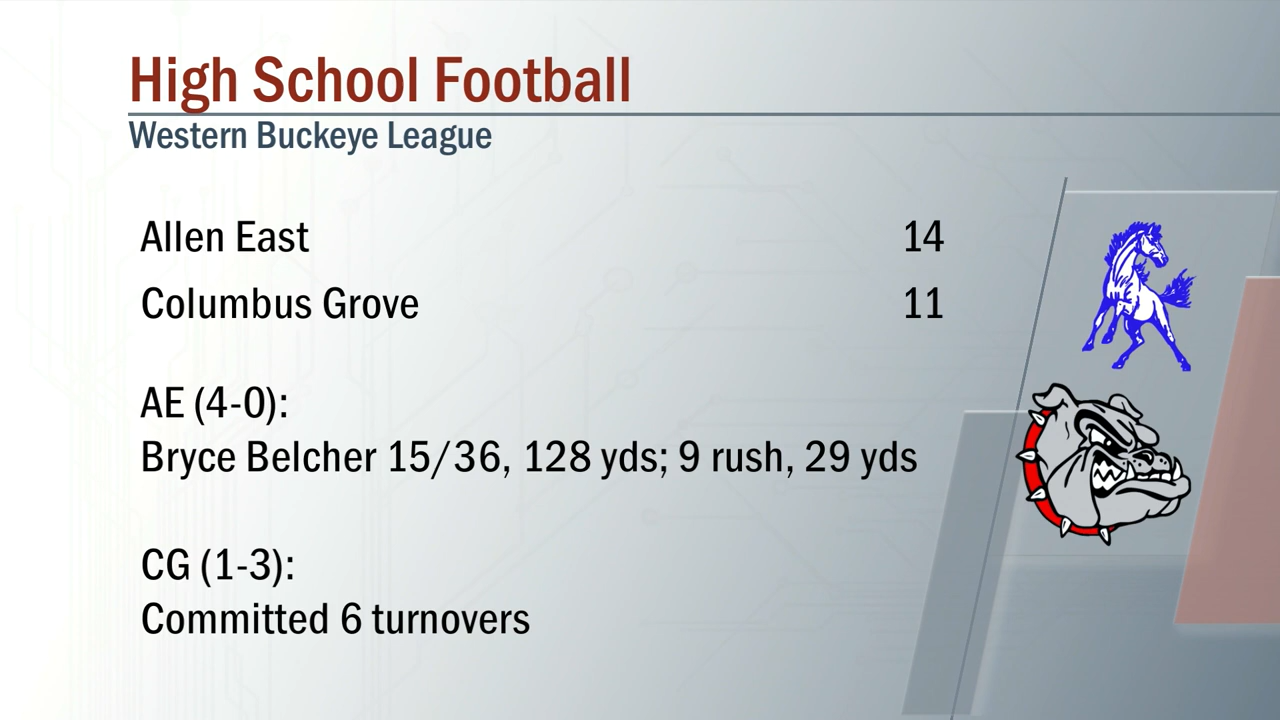 High School Football
Western Buckeye League
Allen East 14
Columbus Grove 11
AE (4-0):
Bryce Belcher 15/36, 128 yds; 9 rush, 29 yds
CG (1-3):
Committed 6 turnovers